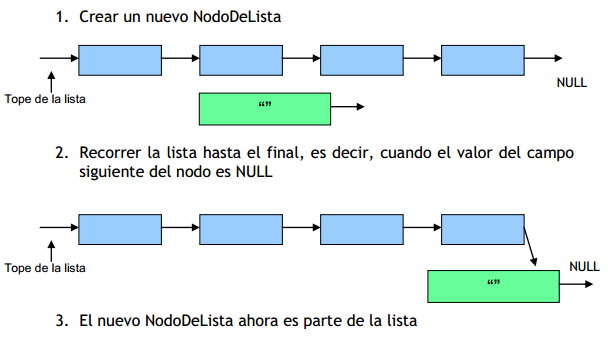 1. Crear un nuevo NodoDeLista
NULL
Tope de la lista
“”
2. Recorrer la lista hasta el final, es decir, cuando el valor del campo
siguiente del nodo es NULL
Tope de la lista
NULL
“”
3. El nuevo NodoDeLista ahora es parte de la lista